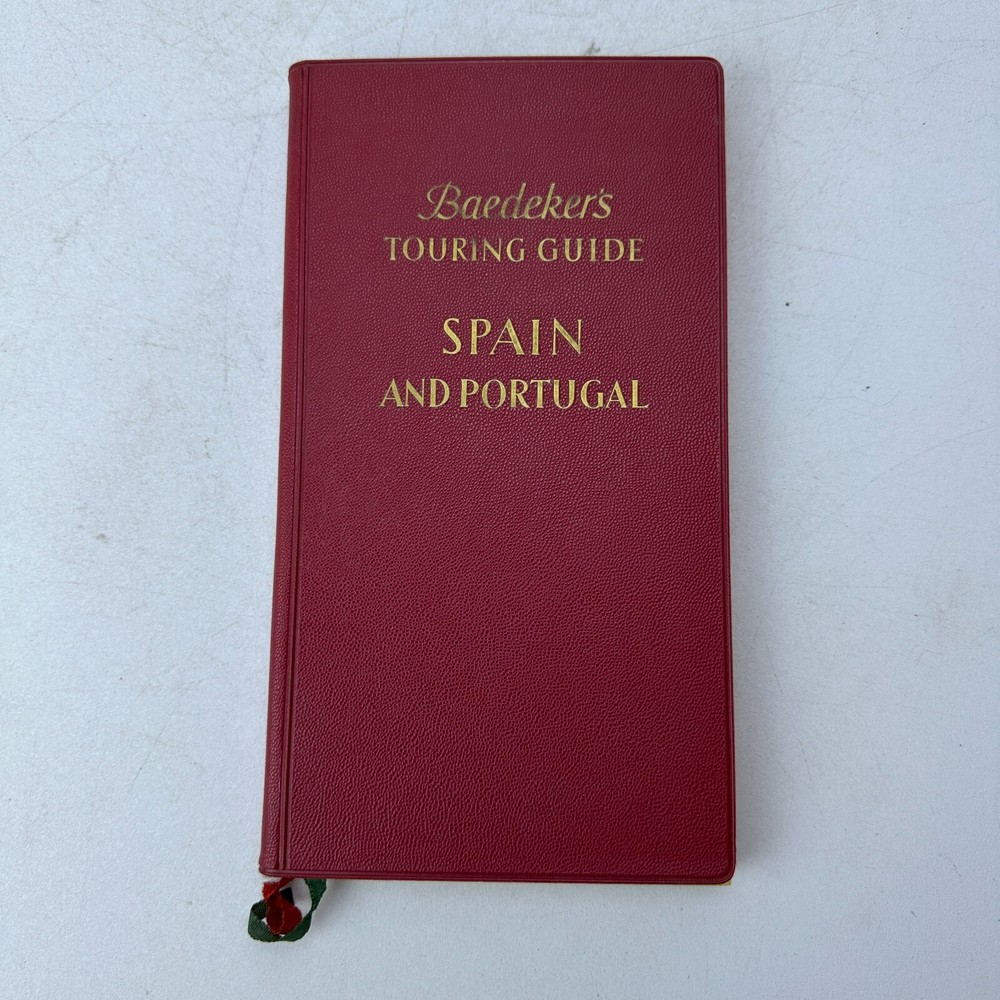 Baedeker's
TOURING GUIDE
SPAIN
AND PORTUGAL